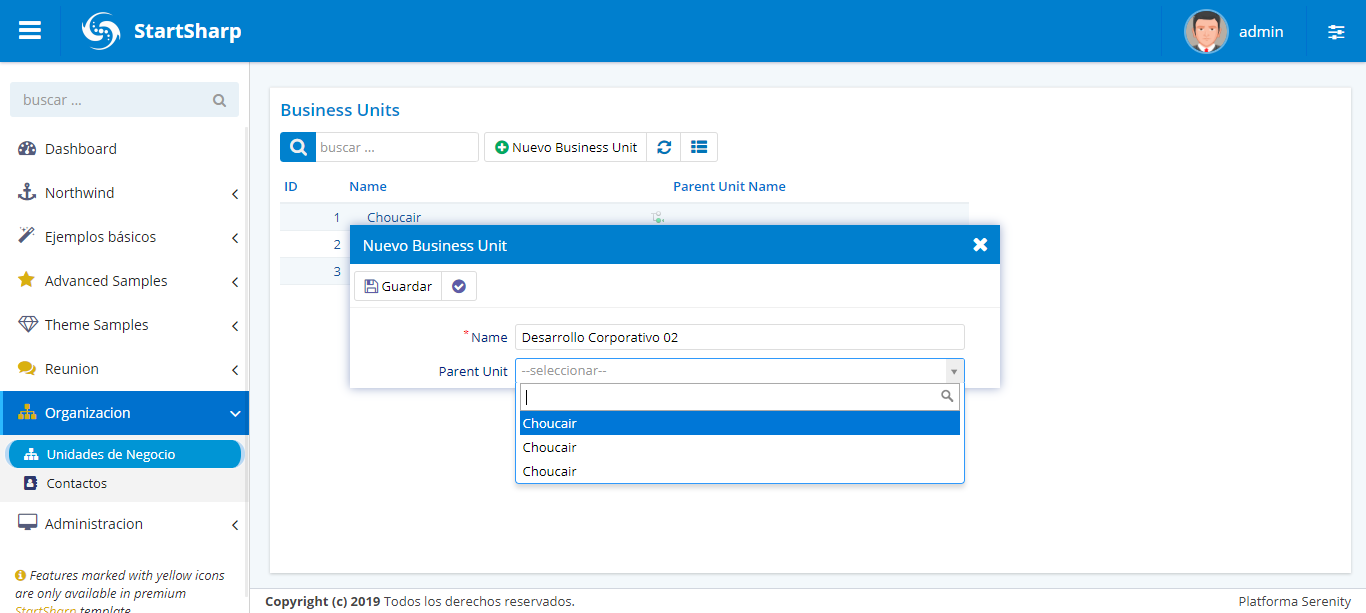 StartSharp
admin
buscar ...
Dashboard
Northwind
Ejemplos básicos
Advanced Samples
Theme Samples
Reunion
Organizacion
Unidades de Negocio
Contactos
Administracion
Features marked with yellow icons
are only available in premium
StartSharp template
Business Units
buscar ...
Nuevo Business Unit
ID Name Parent Unit Name
1 Choucair
2
3
Nuevo Business Unit
Guardar
* Name Desarrollo Corporativo 02
Parent Unit --seleccionar--
Choucair
Choucair
Choucair
Copyright (c) 2019 Todos los derechos reservados.
Platforma Serenity